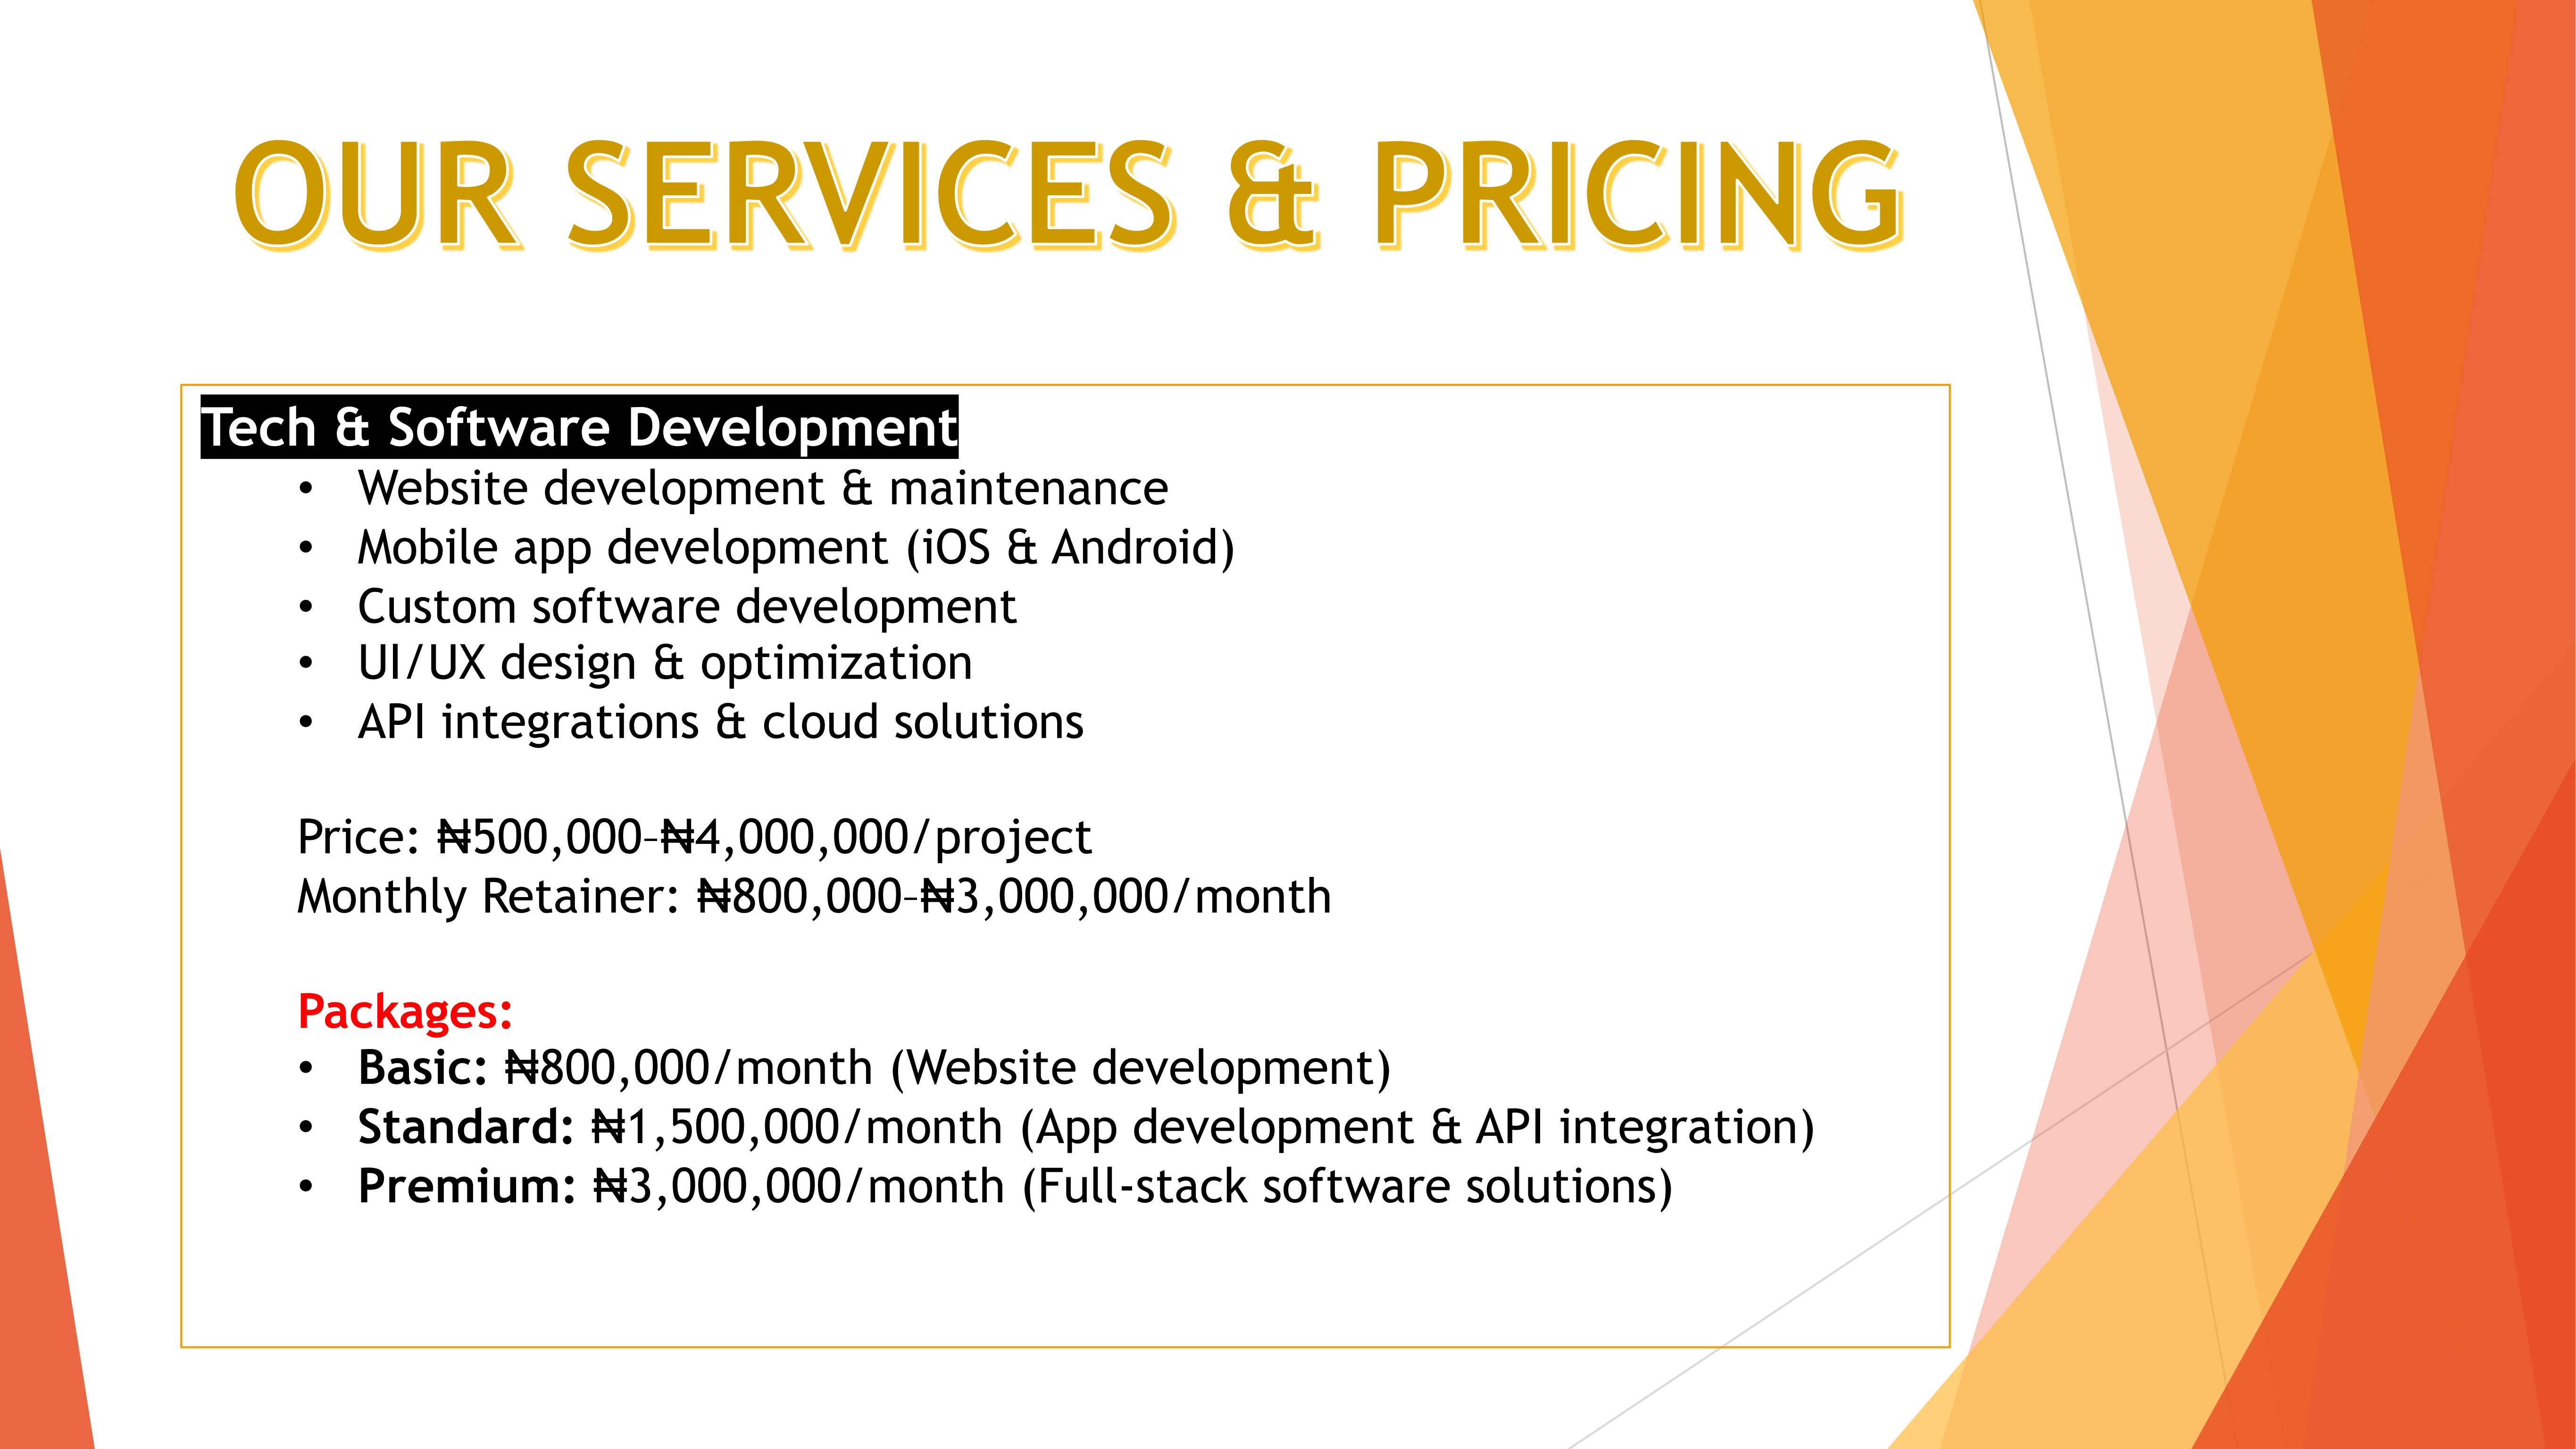 OUR SERVICES & PRICING
Tech & Software Development
• Website development & maintenance
• Mobile app development (iOS & Android)
• Custom software development
• UI/UX design & optimization
• API integrations & cloud solutions
Price: ₦500,000–₦4,000,000/project
Monthly Retainer: ₦800,000–₦3,000,000/month
Packages:
• Basic: ₦800,000/month (Website development)
• Standard: ₦1,500,000/month (App development & API integration)
• Premium: ₦3,000,000/month (Full-stack software solutions)